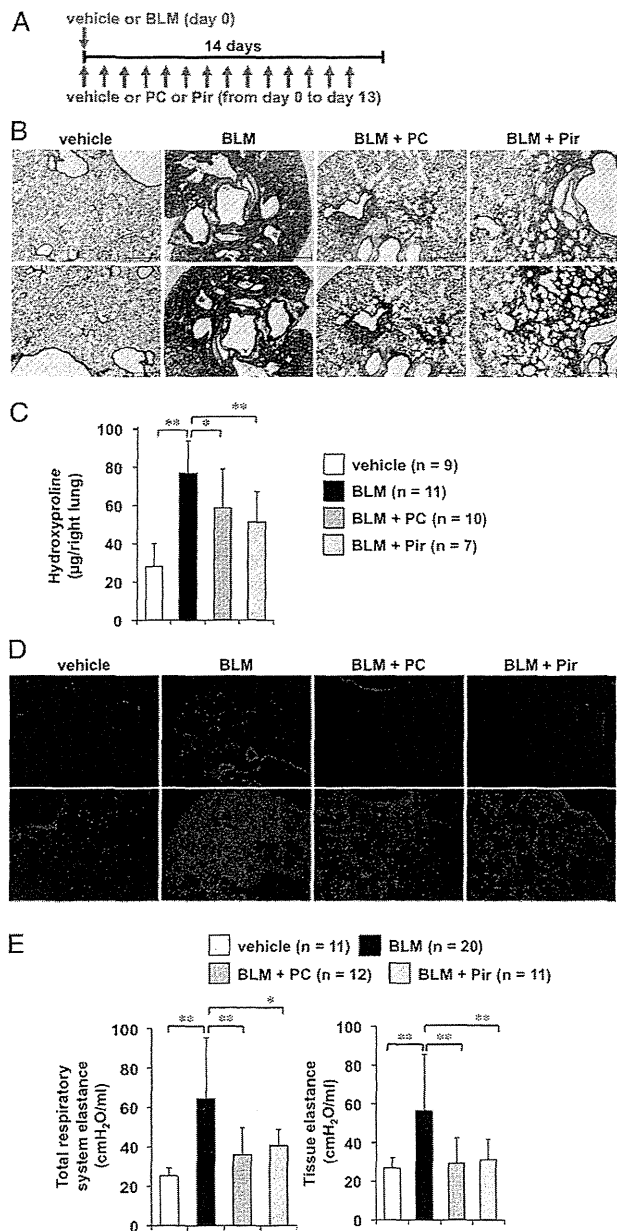 A
vehicle or BLM (day 0)
14 days
vehicle or PC or Pir (from day 0 to day 13)
B
vehicle BLM BLM + PC BLM + Pir
C
** * **
100
80
60
40
20
0
Hydroxyproline
(µg/right lung)
vehicle (n = 9)
BLM (n = 11)
BLM + PC (n = 10)
BLM + Pir (n = 7)
D
vehicle BLM BLM + PC BLM + Pir
E
vehicle (n = 11) BLM (n = 20)
BLM + PC (n = 12) BLM + Pir (n = 11)
** ** *
100
80
60
40
20
0
Total respiratory
system elastance
(cmH₂O/ml)
** ** **
100
80
60
40
20
0
Tissue elastance
(cmH₂O/ml)